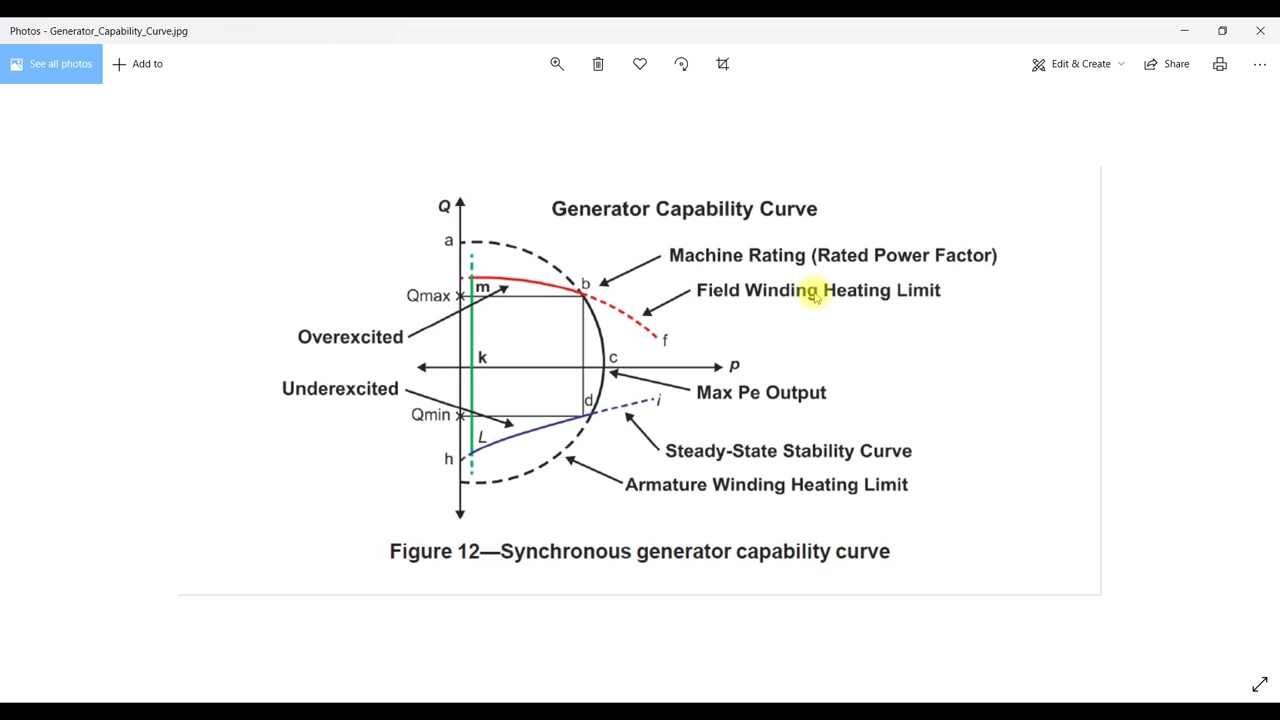 Photos - Generator_Capability_Curve.jpg
See all photos
Add to
Edit & Create
Share
Q
Generator Capability Curve
a
Machine Rating (Rated Power Factor)
b
m
Field Winding Heating Limit
Qmax
Overexcited
f
k
c
p
Underexcited
Max Pe Output
d
i
Qmin
L
Steady-State Stability Curve
h
Armature Winding Heating Limit
Figure 12—Synchronous generator capability curve